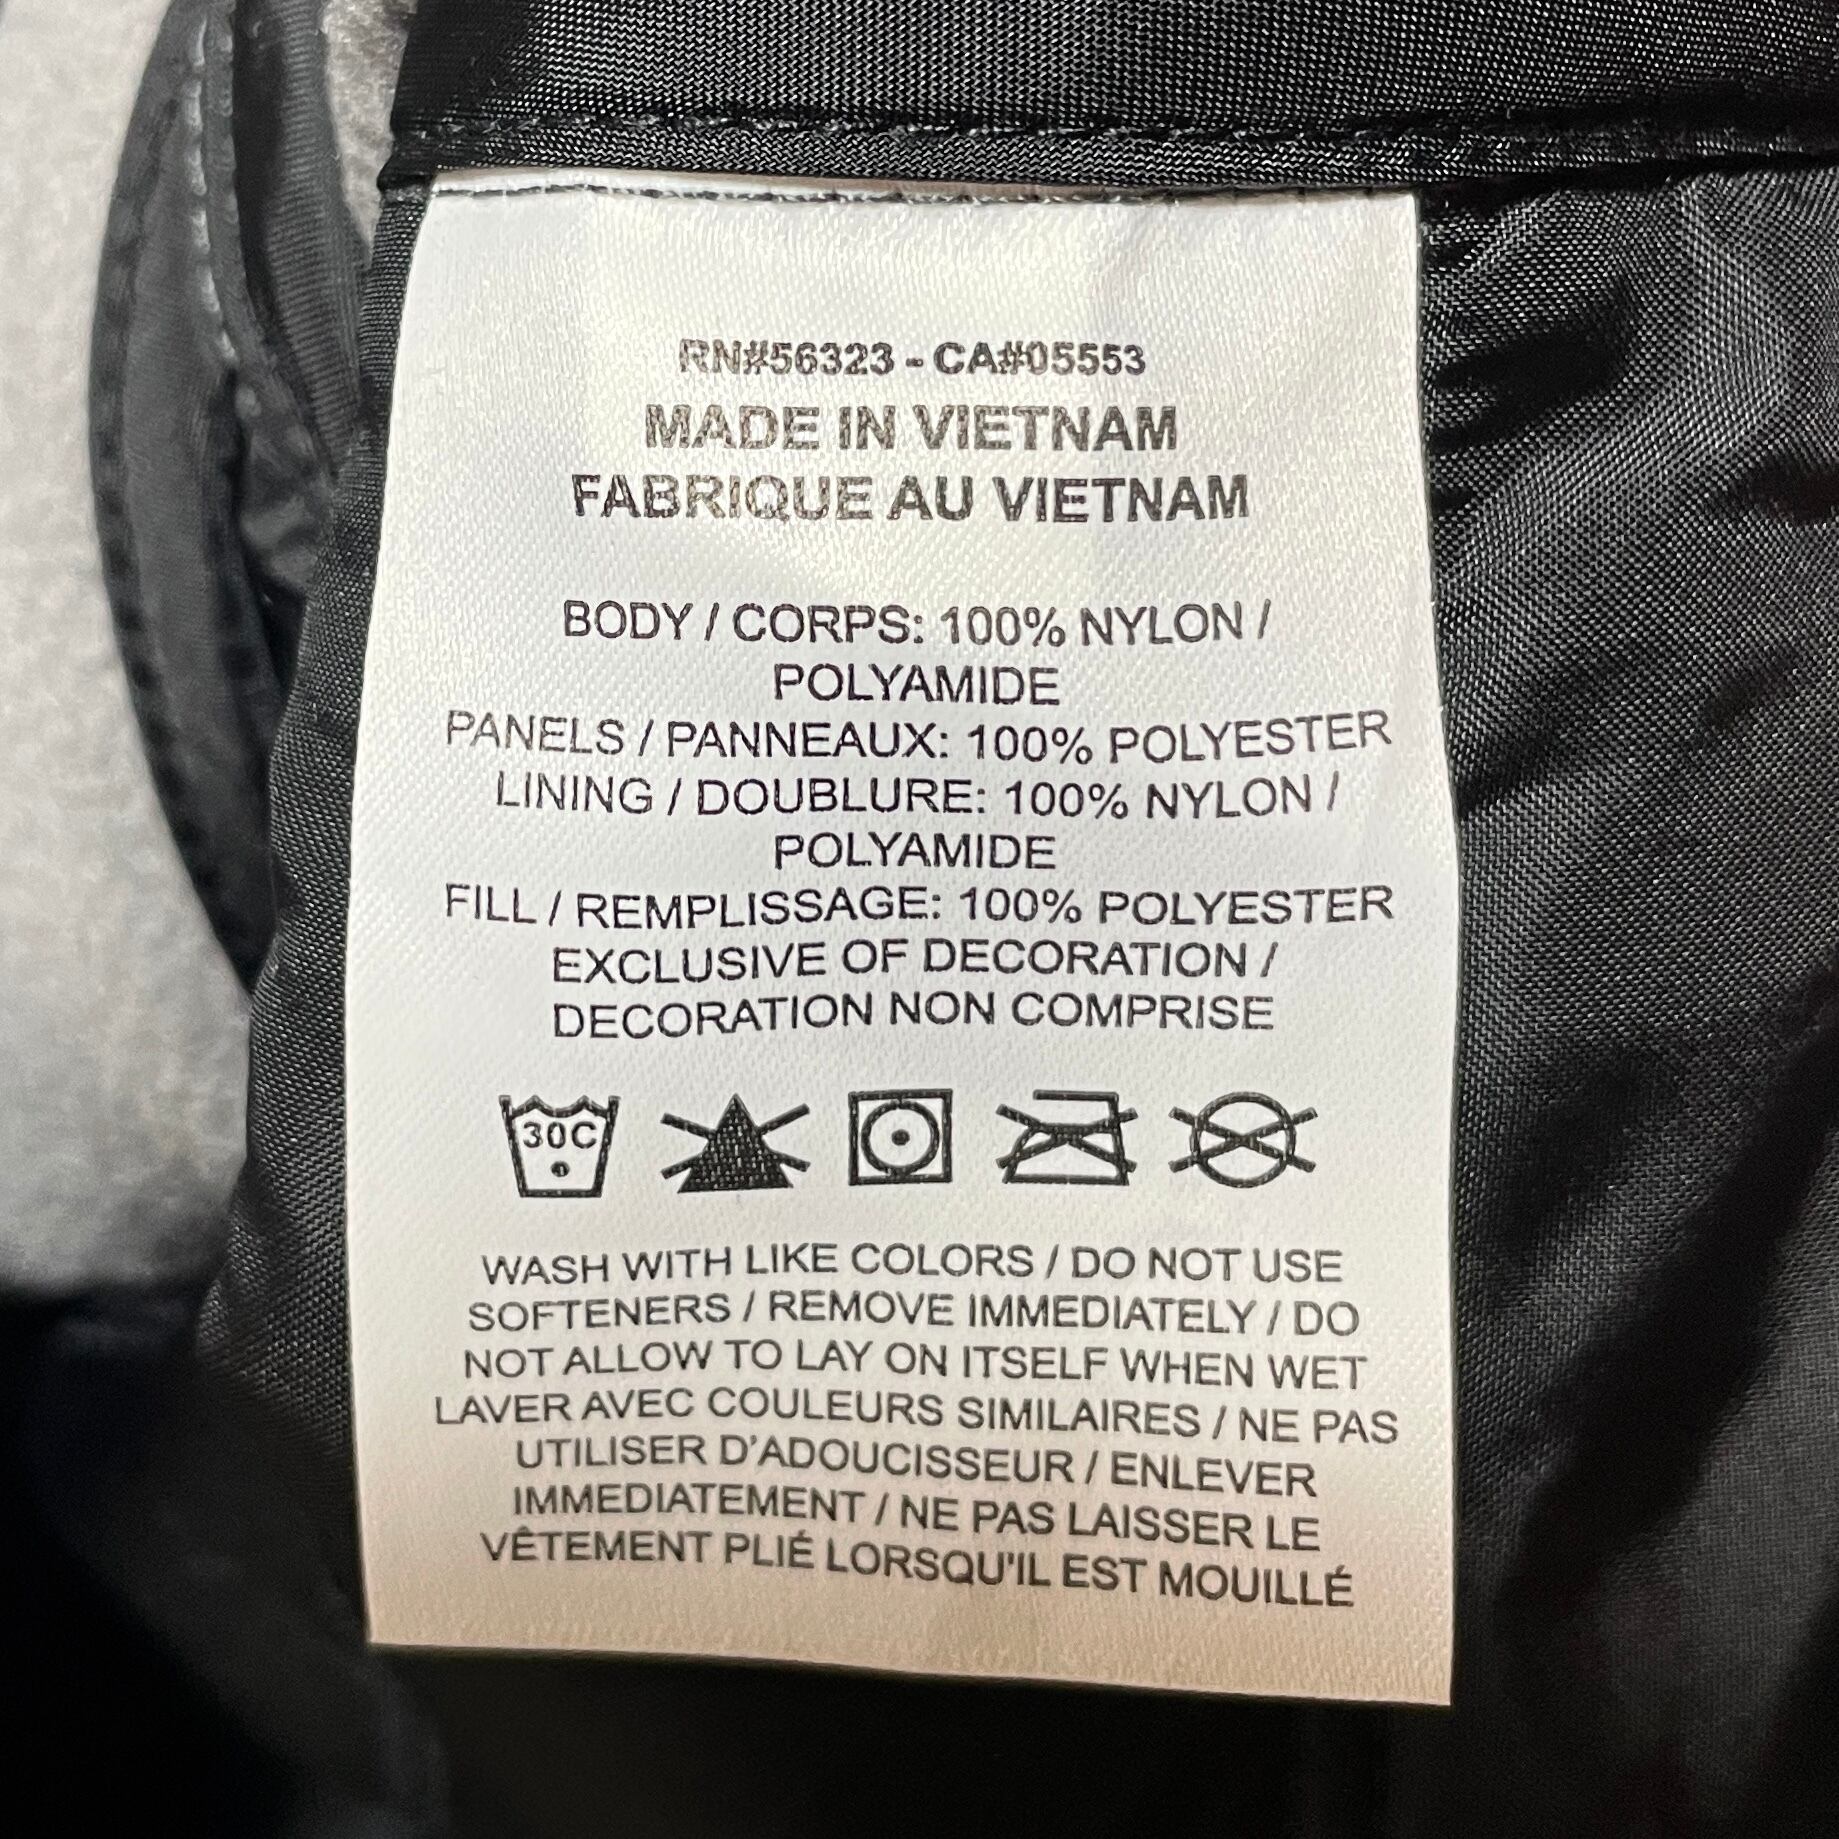 RN#56323 - CA#05553
MADE IN VIETNAM
FABRIQUE AU VIETNAM
BODY / CORPS: 100% NYLON /
POLYAMIDE
PANELS / PANNEAUX: 100% POLYESTER
LINING / DOUBLURE: 100% NYLON /
POLYAMIDE
FILL / REMPLISSAGE: 100% POLYESTER
EXCLUSIVE OF DECORATION /
DECORATION NON COMPRISE
30C
WASH WITH LIKE COLORS / DO NOT USE
SOFTENERS / REMOVE IMMEDIATELY / DO
NOT ALLOW TO LAY ON ITSELF WHEN WET
LAVER AVEC COULEURS SIMILAIRES / NE PAS
UTILISER D'ADOUCISSEUR / ENLEVER
IMMEDIATEMENT / NE PAS LAISSER LE
VÊTEMENT PLIÉ LORSQU'IL EST MOUILLÉ